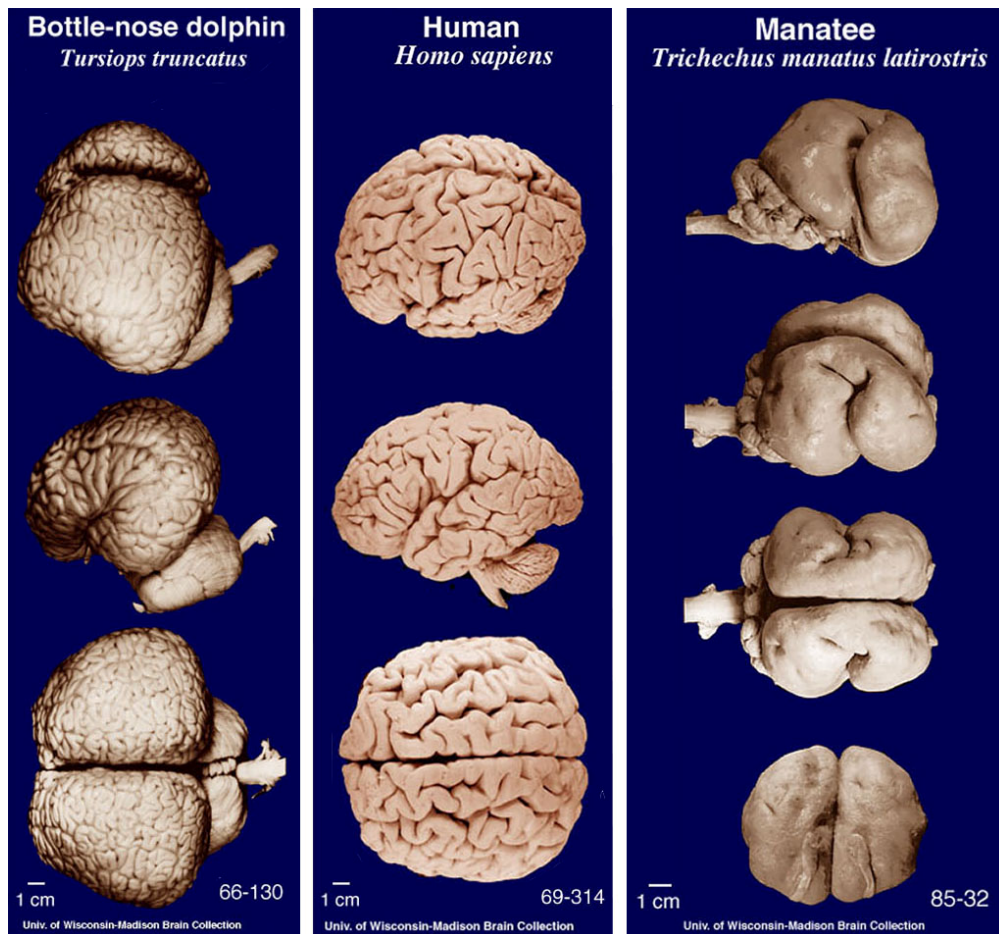 Bottle-nose dolphin
Tursiops truncatus
1 cm
66-130
Univ. of Wisconsin-Madison Brain Collection
Human
Homo sapiens
1 cm
69-314
Univ. of Wisconsin-Madison Brain Collection
Manatee
Trichechus manatus latirostris
1 cm
85-32
Univ. of Wisconsin-Madison Brain Collection